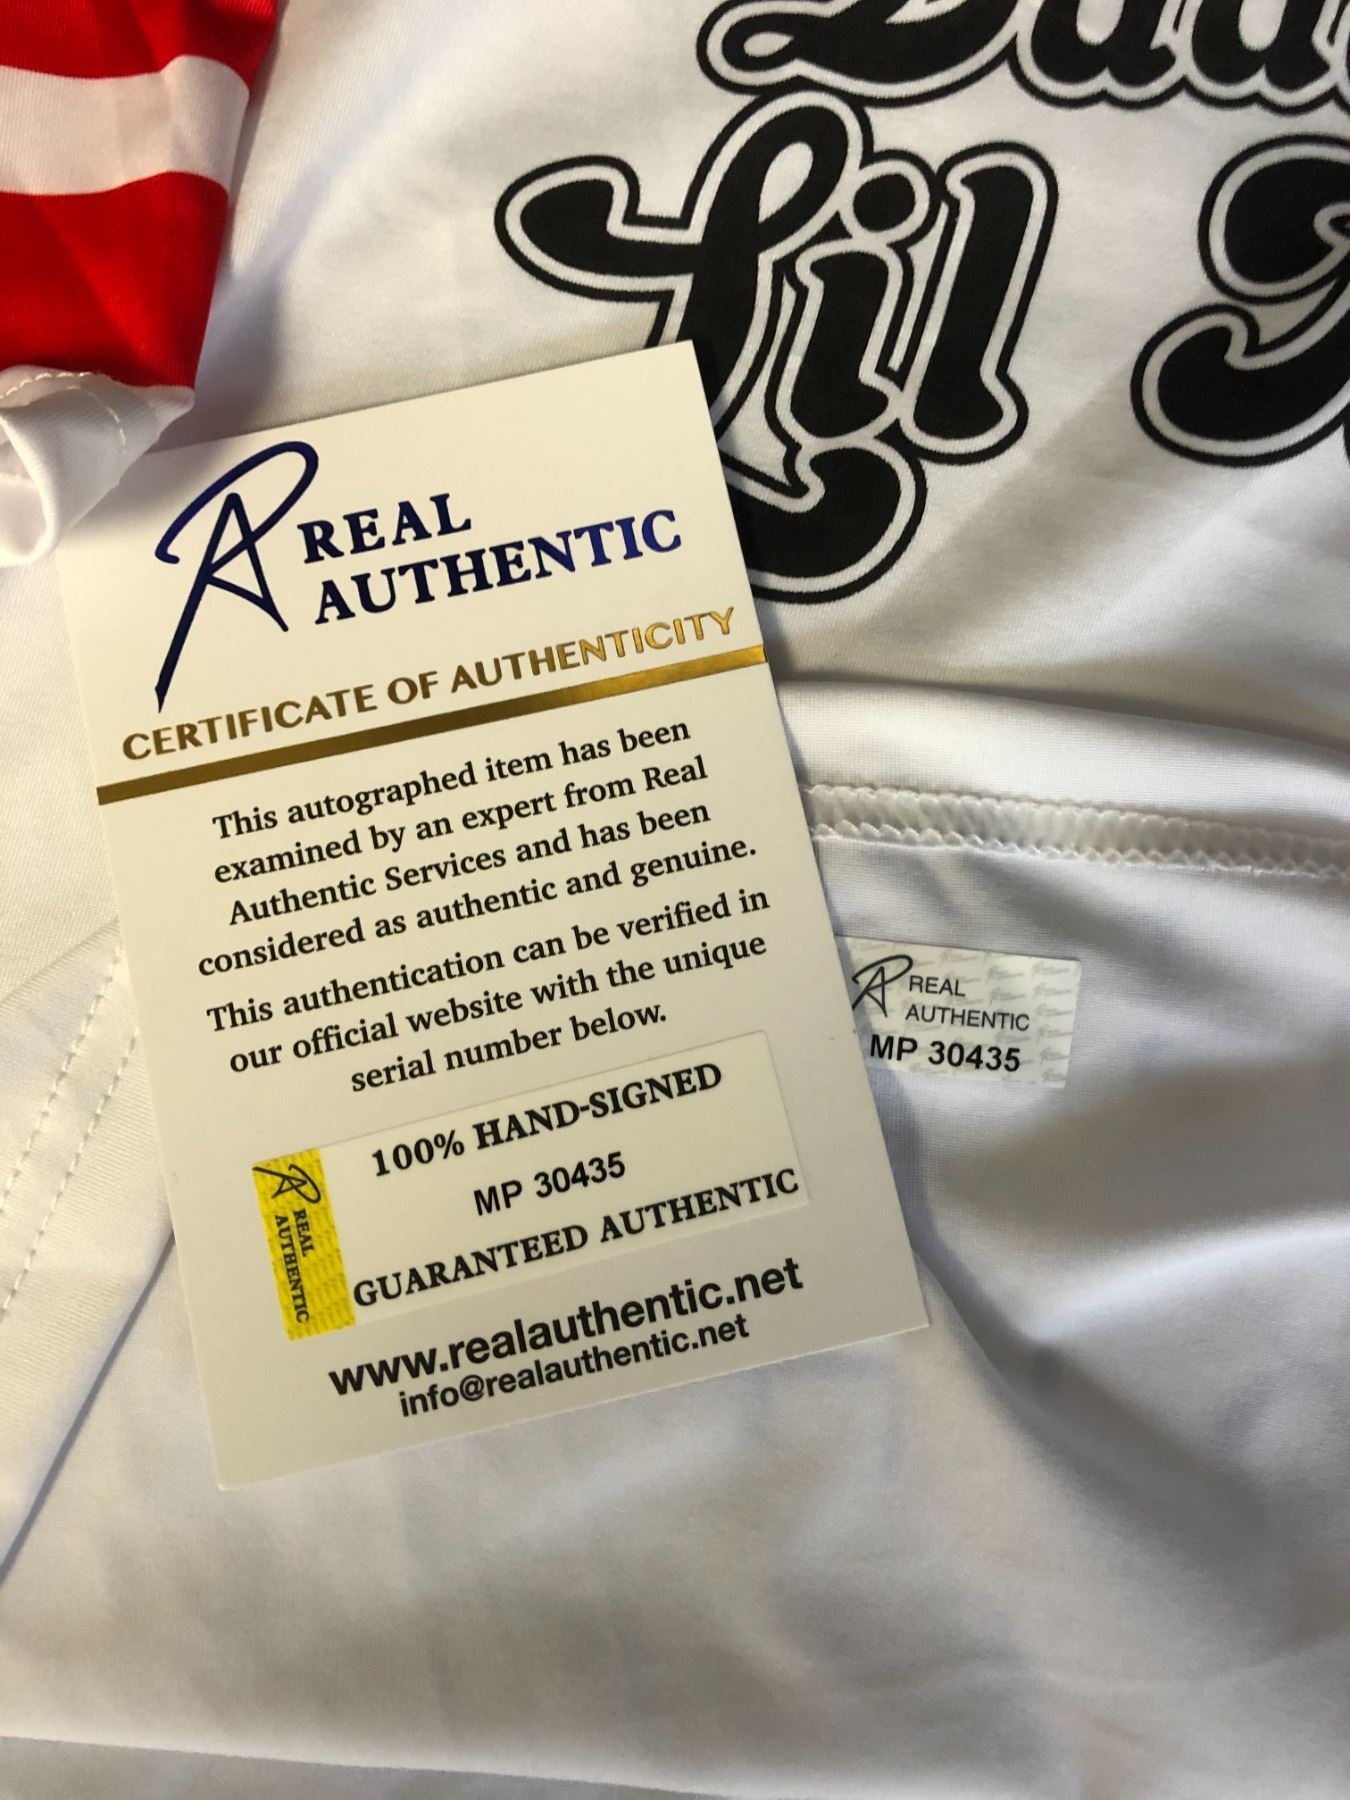 Lil
REAL
AUTHENTIC
CERTIFICATE OF AUTHENTICITY
This autographed item has been
examined by an expert from Real
Authentic Services and has been
considered as authentic and genuine.
This authentication can be verified in
our official website with the unique
serial number below.
100% HAND-SIGNED
MP 30435
GUARANTEED AUTHENTIC
REAL
AUTHENTIC
www.realauthentic.net
info@realauthentic.net
REAL
AUTHENTIC
MP 30435